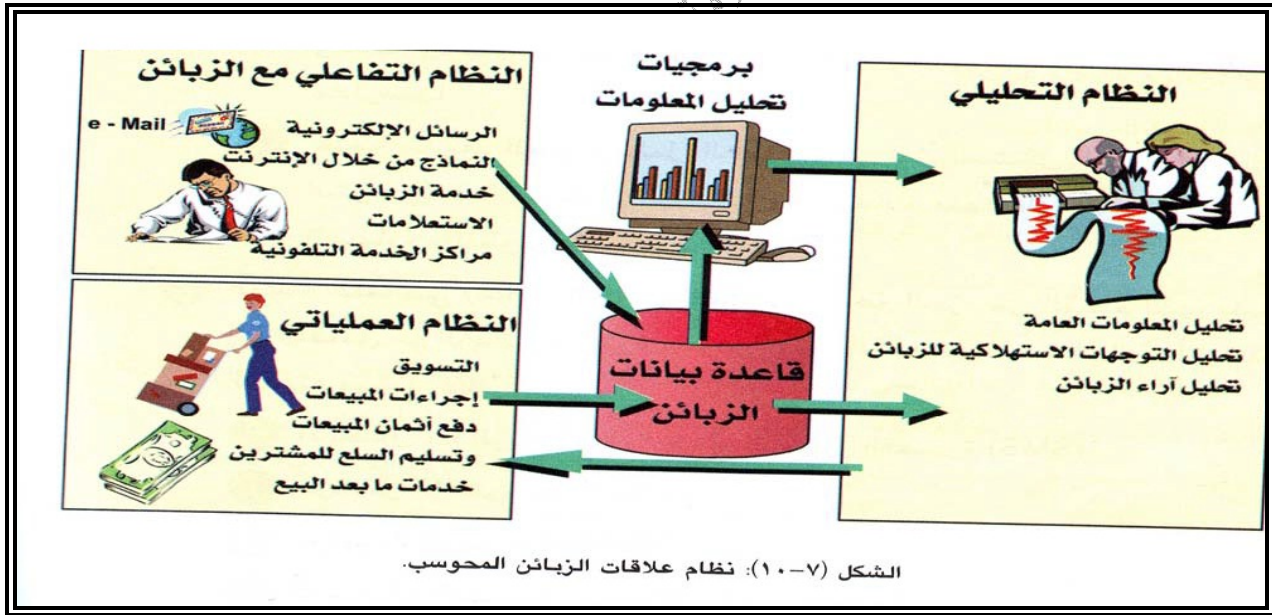 النظام التفاعلي مع الزبائن
e - Mail
الرسائل الإلكترونية
النماذج من خلال الإنترنت
خدمة الزبائن
الاستعلامات
مراكز الخدمة التلفونية
النظام العملياتي
التسويق
إجراءات المبيعات
دفع أثمان المبيعات
وتسليم السلع للمشترين
خدمات ما بعد البيع
برمجيات
تحليل المعلومات
قاعدة بيانات
الزبائن
النظام التحليلي
تحليل المعلومات العامة
تحليل التوجهات الاستهلاكية للزبائن
تحليل آراء الزبائن
الشكل (٧-١٠): نظام علاقات الزبائن المحوسب.